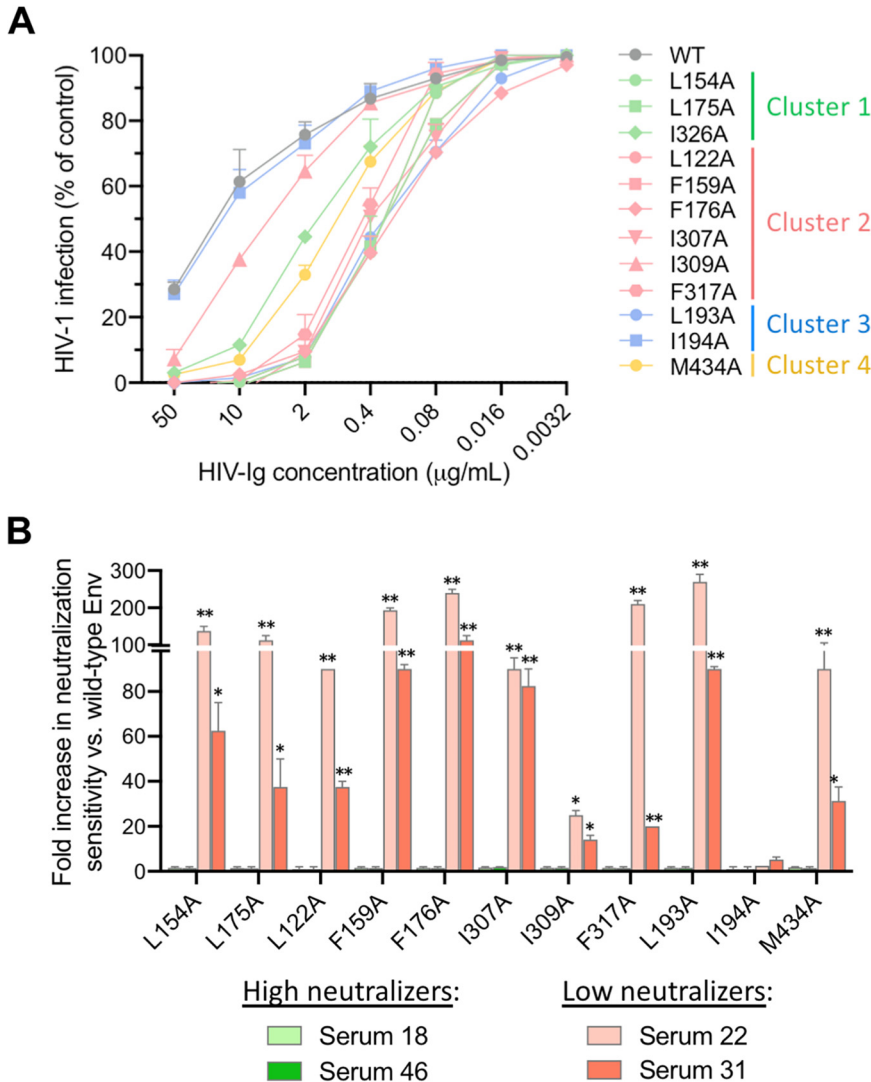 A
HIV-1 infection (% of control)
100
80
60
40
20
0
50
10
2
0.4
0.08
0.016
0.0032
HIV-Ig concentration (μg/mL)
WT
L154A
L175A
I326A
Cluster 1
L122A
F159A
F176A
I307A
I309A
F317A
Cluster 2
L193A
I194A
Cluster 3
M434A
Cluster 4
B
Fold increase in neutralization
sensitivity vs. wild-type Env
300
200
100
80
60
40
20
0
**
*
**
*
**
**
**
**
**
**
**
**
*
*
**
**
**
**
**
*
L154A
L175A
L122A
F159A
F176A
I307A
I309A
F317A
L193A
I194A
M434A
High neutralizers:
Serum 18
Serum 46
Low neutralizers:
Serum 22
Serum 31